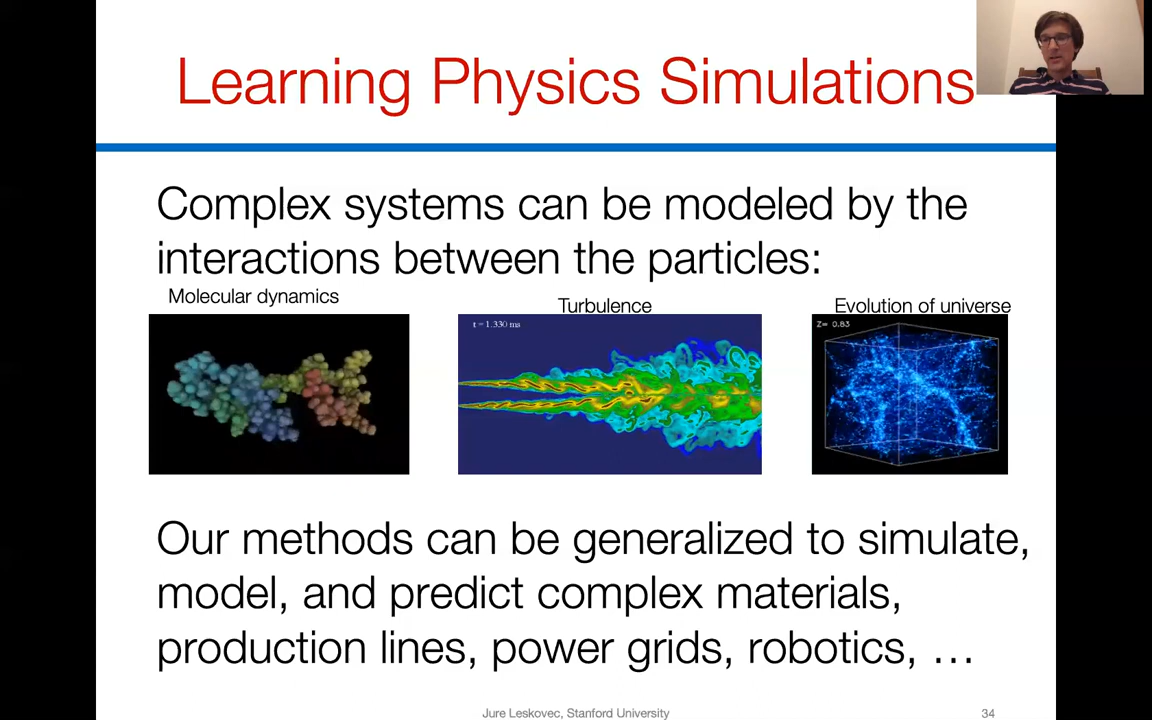 Learning Physics Simulations
Complex systems can be modeled by the
interactions between the particles:
Molecular dynamics
Turbulence
Evolution of universe
t = 1.330 ms
Z= 0.83
Our methods can be generalized to simulate,
model, and predict complex materials,
production lines, power grids, robotics, …
Jure Leskovec, Stanford University
34